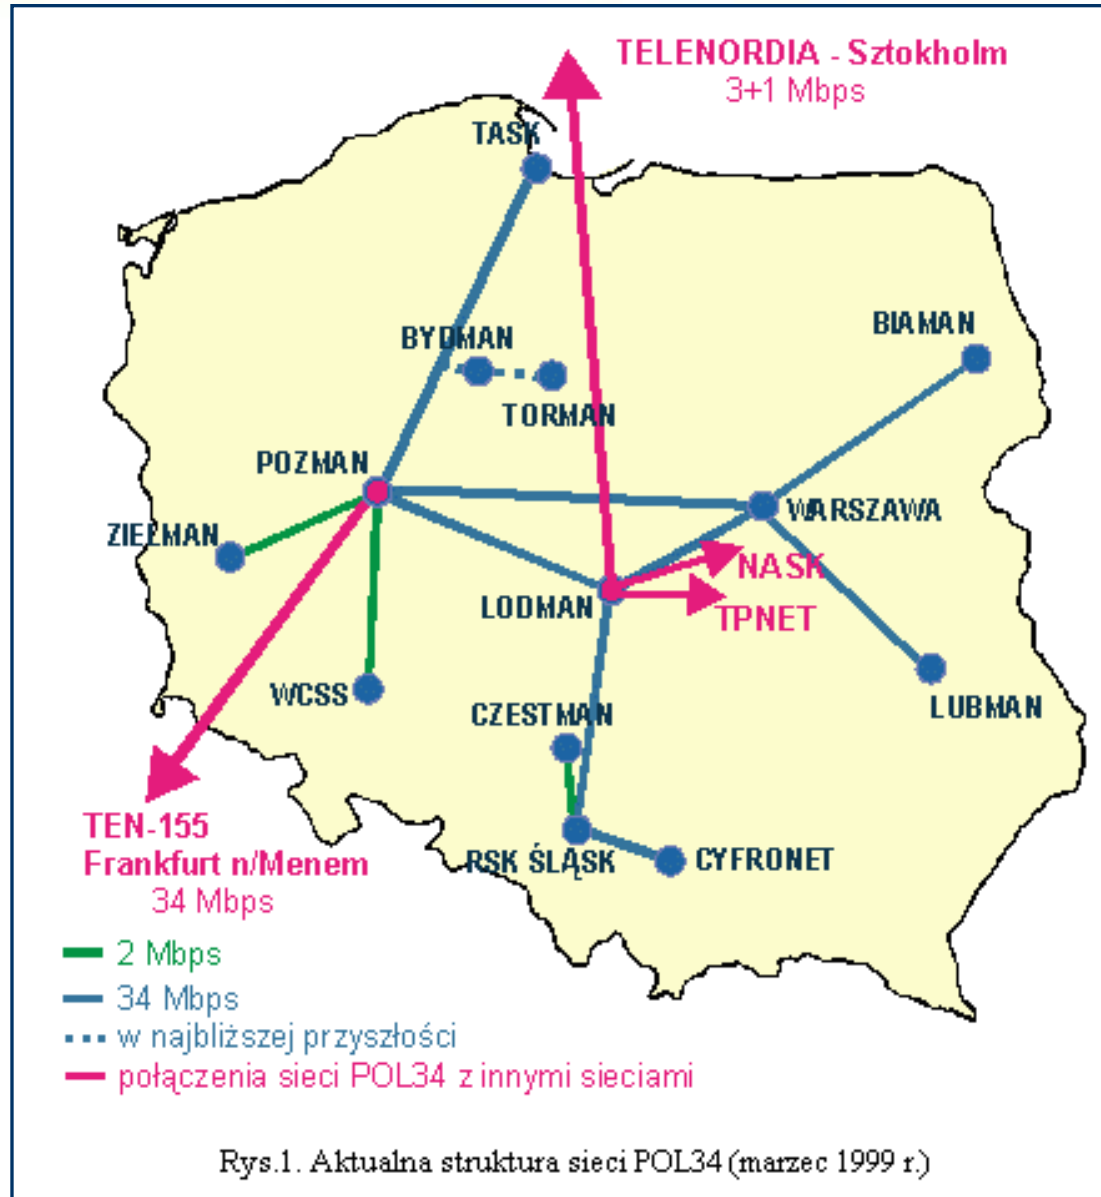 TELENORDIA - Sztokholm
3+1 Mbps
TASK
BYDMAN
BIAMAN
TORMAN
POZMAN
WARSZAWA
ZIELMAN
NASK
LODMAN
TPNET
WCSS
CZESTMAN
LUBMAN
TEN-155
Frankfurt n/Menem
34 Mbps
RSK ŚLĄSK
CYFRONET
2 Mbps
34 Mbps
w najbliższej przyszłości
połączenia sieci POL34 z innymi sieciami
Rys.1. Aktualna struktura sieci POL34 (marzec 1999 r.)